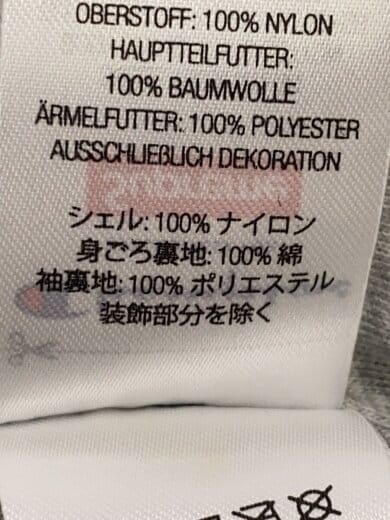 OBERSTOFF: 100% NYLON
HAUPTTEILFUTTER:
100% BAUMWOLLE
ÄRMELFUTTER: 100% POLYESTER
AUSSCHLIEßLICH DEKORATION
シェル: 100% ナイロン
身ごろ裏地: 100% 綿
袖裏地: 100% ポリエステル
装飾部分を除く